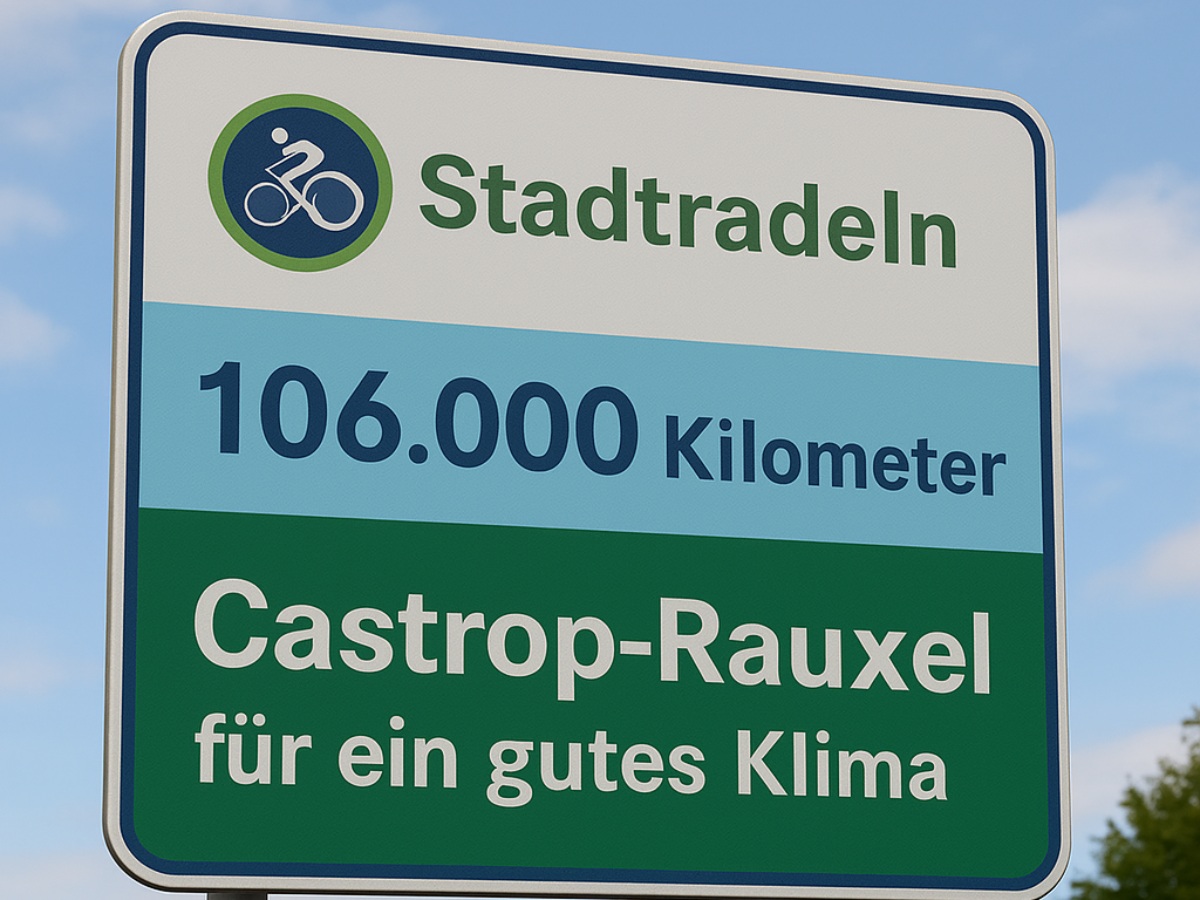 Stadtradeln
106.000 Kilometer
Castrop-Rauxel
für ein gutes Klima